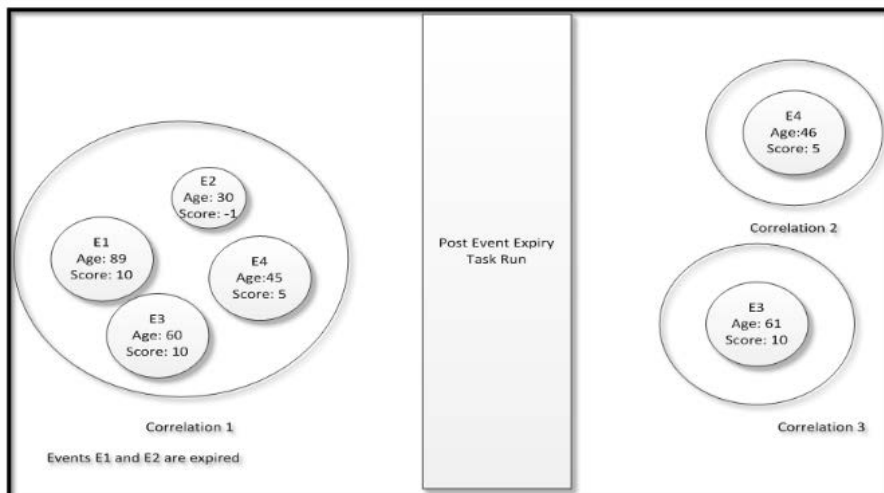 E2
Age: 30
Score: -1
E1
Age: 89
Score: 10
E4
Age:45
Score: 5
E3
Age: 60
Score: 10
Correlation 1
Events E1 and E2 are expired
Post Event Expiry
Task Run
E4
Age:46
Score: 5
Correlation 2
E3
Age: 61
Score: 10
Correlation 3